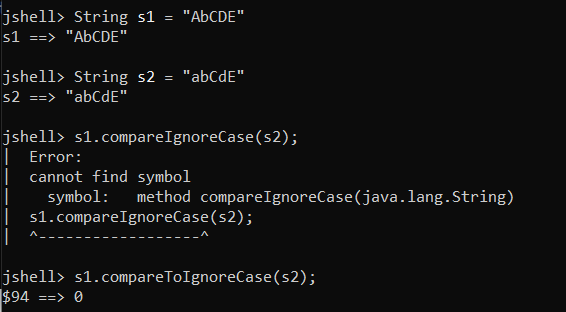 jshell> String s1 = "AbCDE"
s1 ==> "AbCDE"
jshell> String s2 = "abCdE"
s2 ==> "abCdE"
jshell> s1.compareIgnoreCase(s2);
|  Error:
|  cannot find symbol
|    symbol:   method compareIgnoreCase(java.lang.String)
|  s1.compareIgnoreCase(s2);
|  ^------------------^
jshell> s1.compareToIgnoreCase(s2);
$94 ==> 0